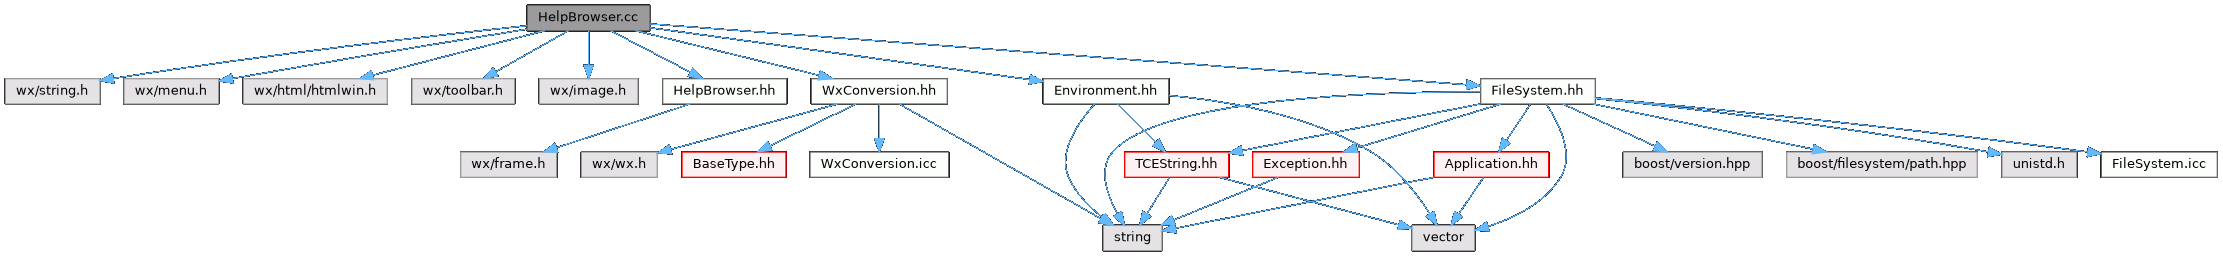 HelpBrowser.cc
wx/string.h
wx/menu.h
wx/html/htmlwin.h
wx/toolbar.h
wx/image.h
HelpBrowser.hh
WxConversion.hh
Environment.hh
FileSystem.hh
wx/frame.h
wx/wx.h
BaseType.hh
WxConversion.icc
TCEString.hh
Exception.hh
Application.hh
boost/version.hpp
boost/filesystem/path.hpp
unistd.h
FileSystem.icc
string
vector